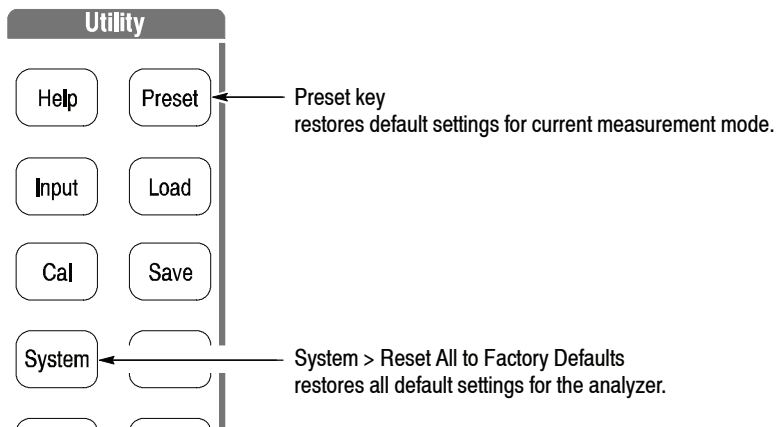 Utility
Help
Preset
Preset key
restores default settings for current measurement mode.
Input
Load
Cal
Save
System
System > Reset All to Factory Defaults
restores all default settings for the analyzer.